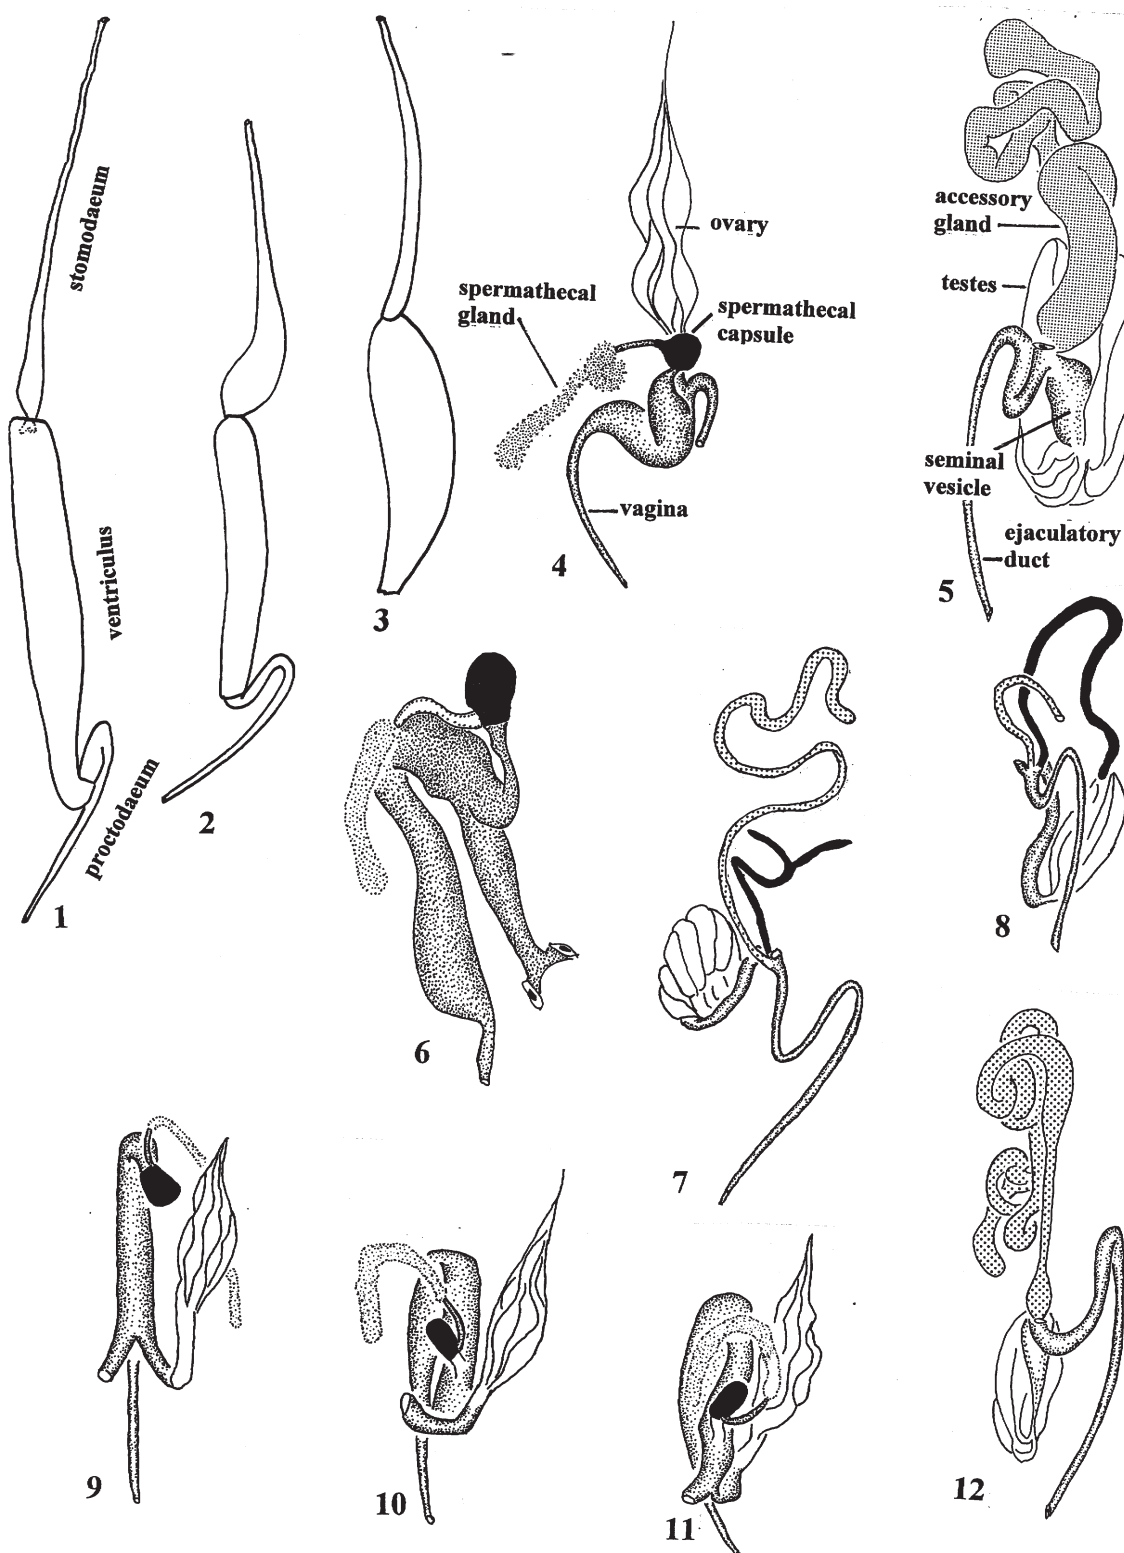 stomodaeum
ventriculus
proctodaeum
1
2
3
ovary
spermathecal
gland
spermathecal
capsule
vagina
4
accessory
gland
testes
seminal
vesicle
ejaculatory
duct
5
6
7
8
9
10
11
12